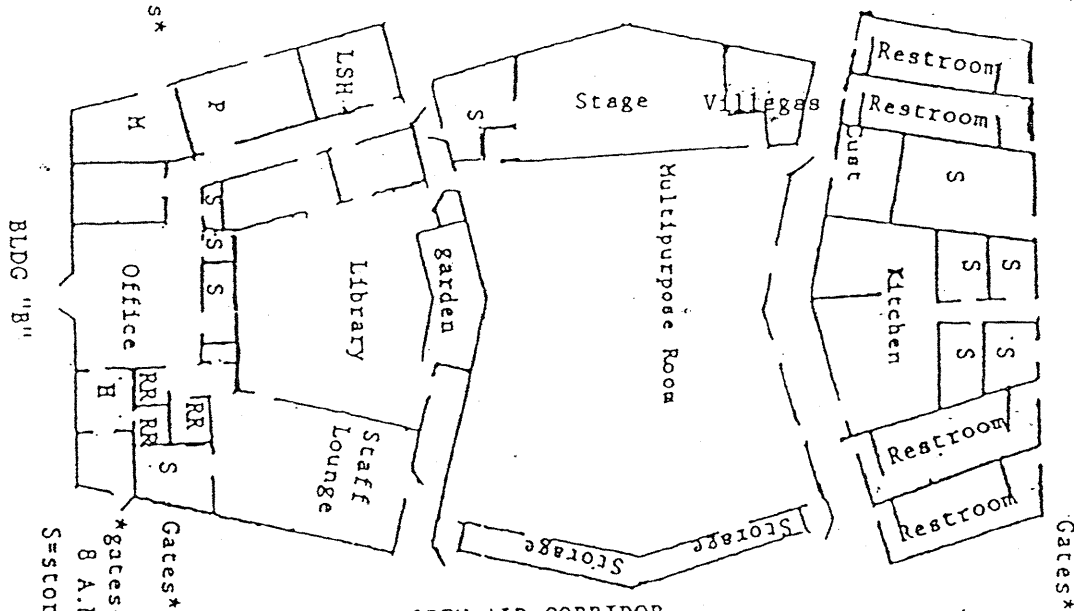 s*
LSH
P
M
S
Stage
Villegas
Restroom
Restroom
Cust
S
S
S
Kitchen
S
S
Restroom
Restroom
Gates*
Multipurpose Room
garden
Library
S
S
S
Office
BLDG "B"
H
RR
RR
RR
S
Staff
Lounge
Storage
Storage
Gates*
*gates
8 A.
S=stor
AIR CORRIDOR